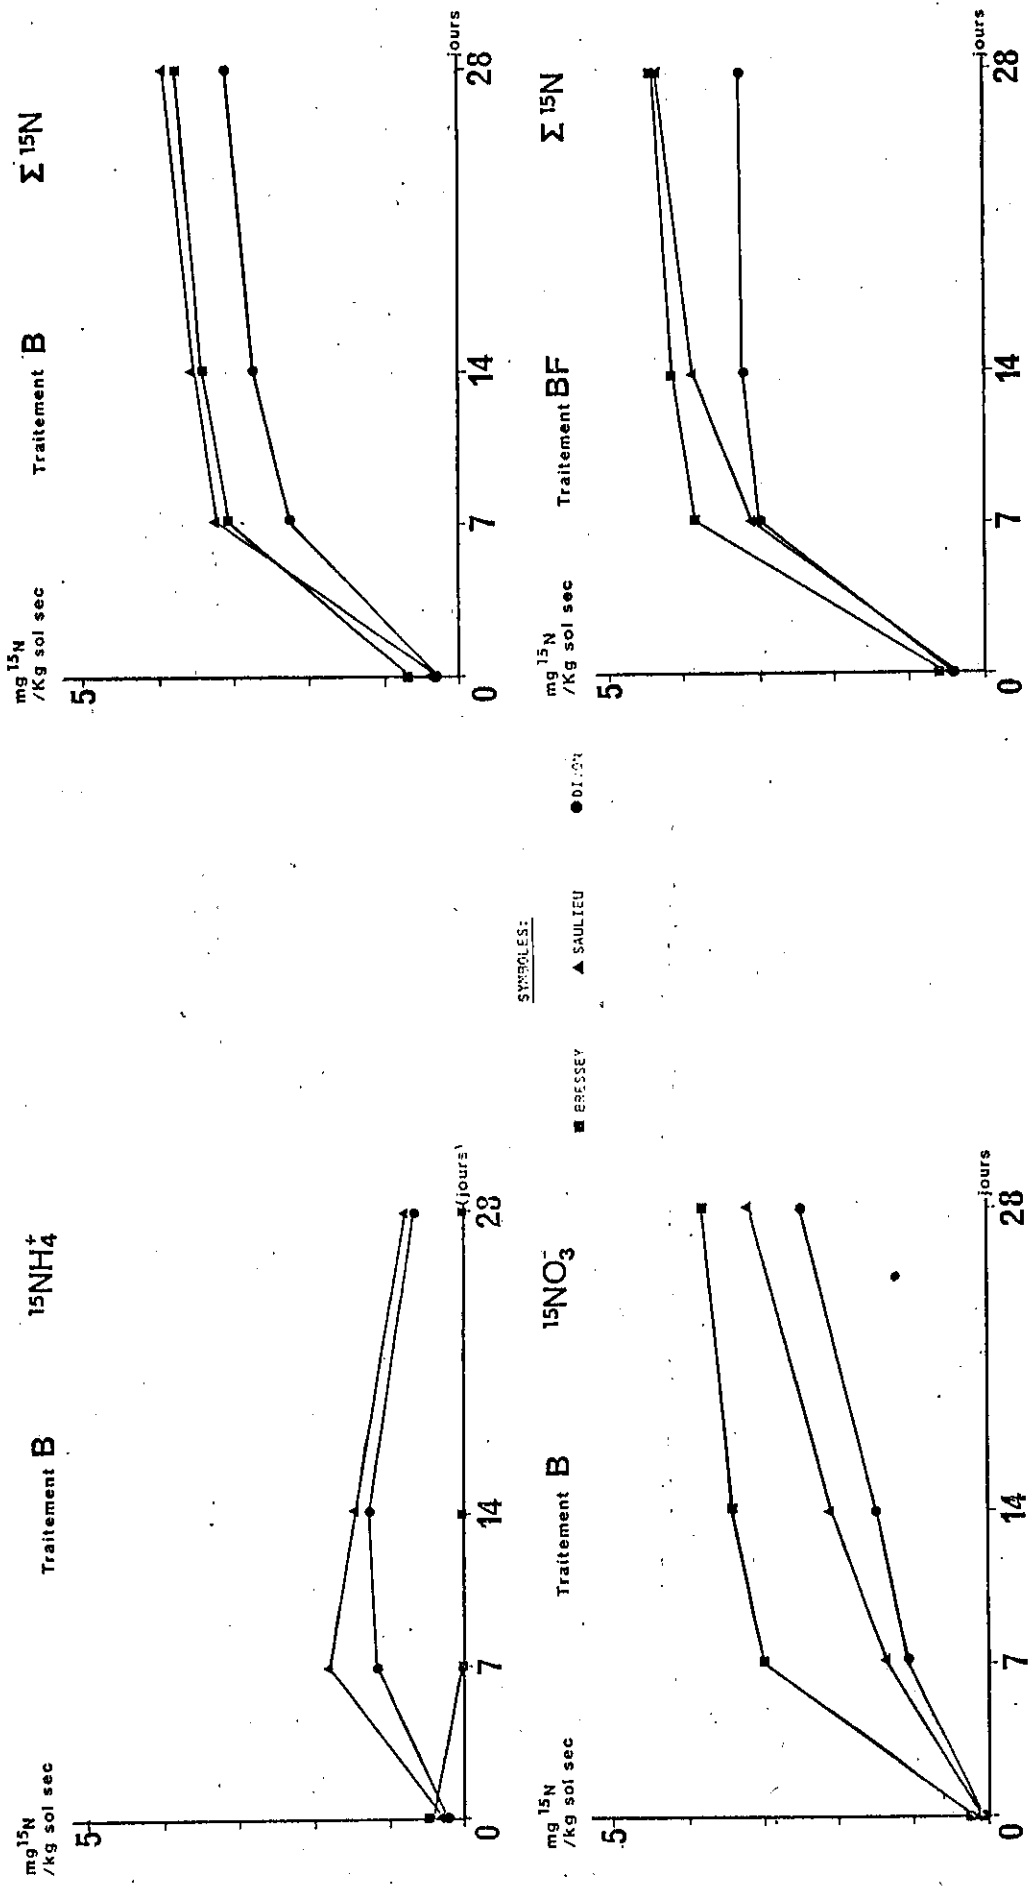 mg ¹⁵N
/kg sol sec
Traitement B
¹⁵NH₄⁺
5
0
7
14
28
(jours)
mg ¹⁵N
/Kg sol sec
Traitement B
Σ ¹⁵N
5
0
7
14
28
jours
SYMBOLES:
■ BRESSEY ▲ SAULIEU ● DIJON
mg ¹⁵N
/kg sol sec
Traitement B
¹⁵NO₃⁻
5
0
7
14
28
jours
mg ¹⁵N
/Kg sol sec
Traitement BF
Σ ¹⁵N
5
0
7
14
28
jours